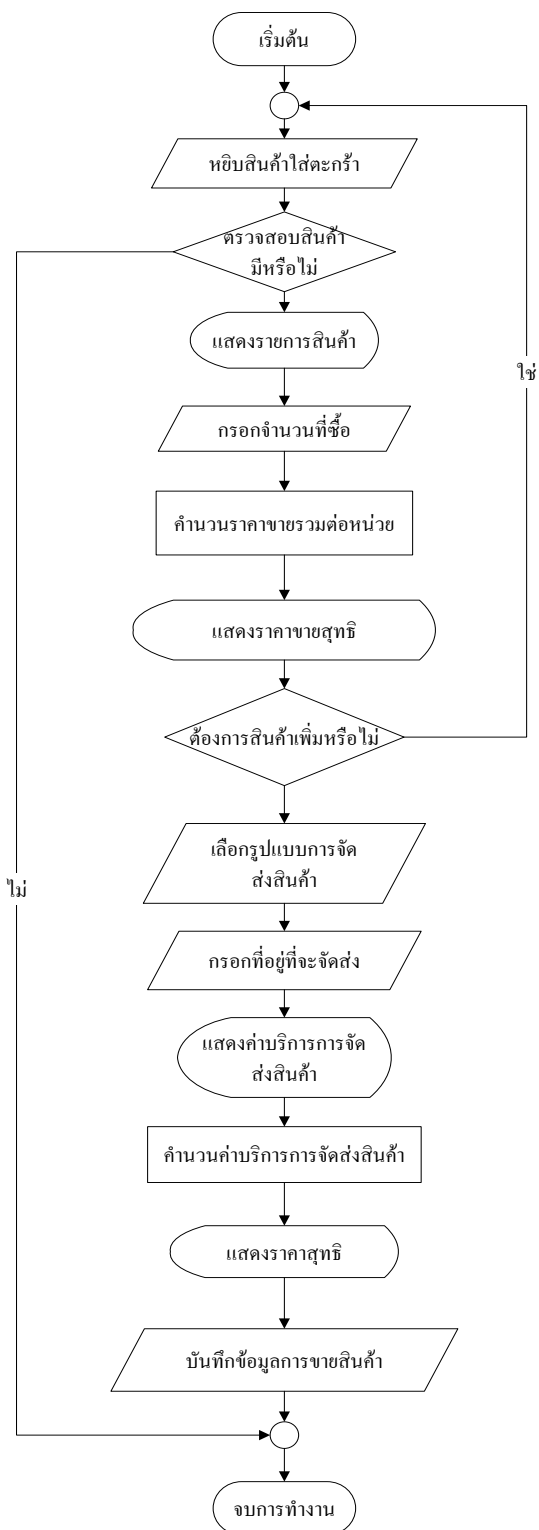 เริ่มต้น
หยิบสินค้าใส่ตะกร้า
ตรวจสอบสินค้า
มีหรือไม่
แสดงรายการสินค้า
ใช่
กรอกจำนวนที่ซื้อ
คำนวนราคาขายรวมต่อหน่วย
แสดงราคาขายสุทธิ
ต้องการสินค้าเพิ่มหรือไม่
เลือกรูปแบบการจัด
ส่งสินค้า
ไม่
กรอกที่อยู่ที่จะจัดส่ง
แสดงค่าบริการการจัด
ส่งสินค้า
คำนวนค่าบริการการจัดส่งสินค้า
แสดงราคาสุทธิ
บันทึกข้อมูลการขายสินค้า
จบการทำงาน